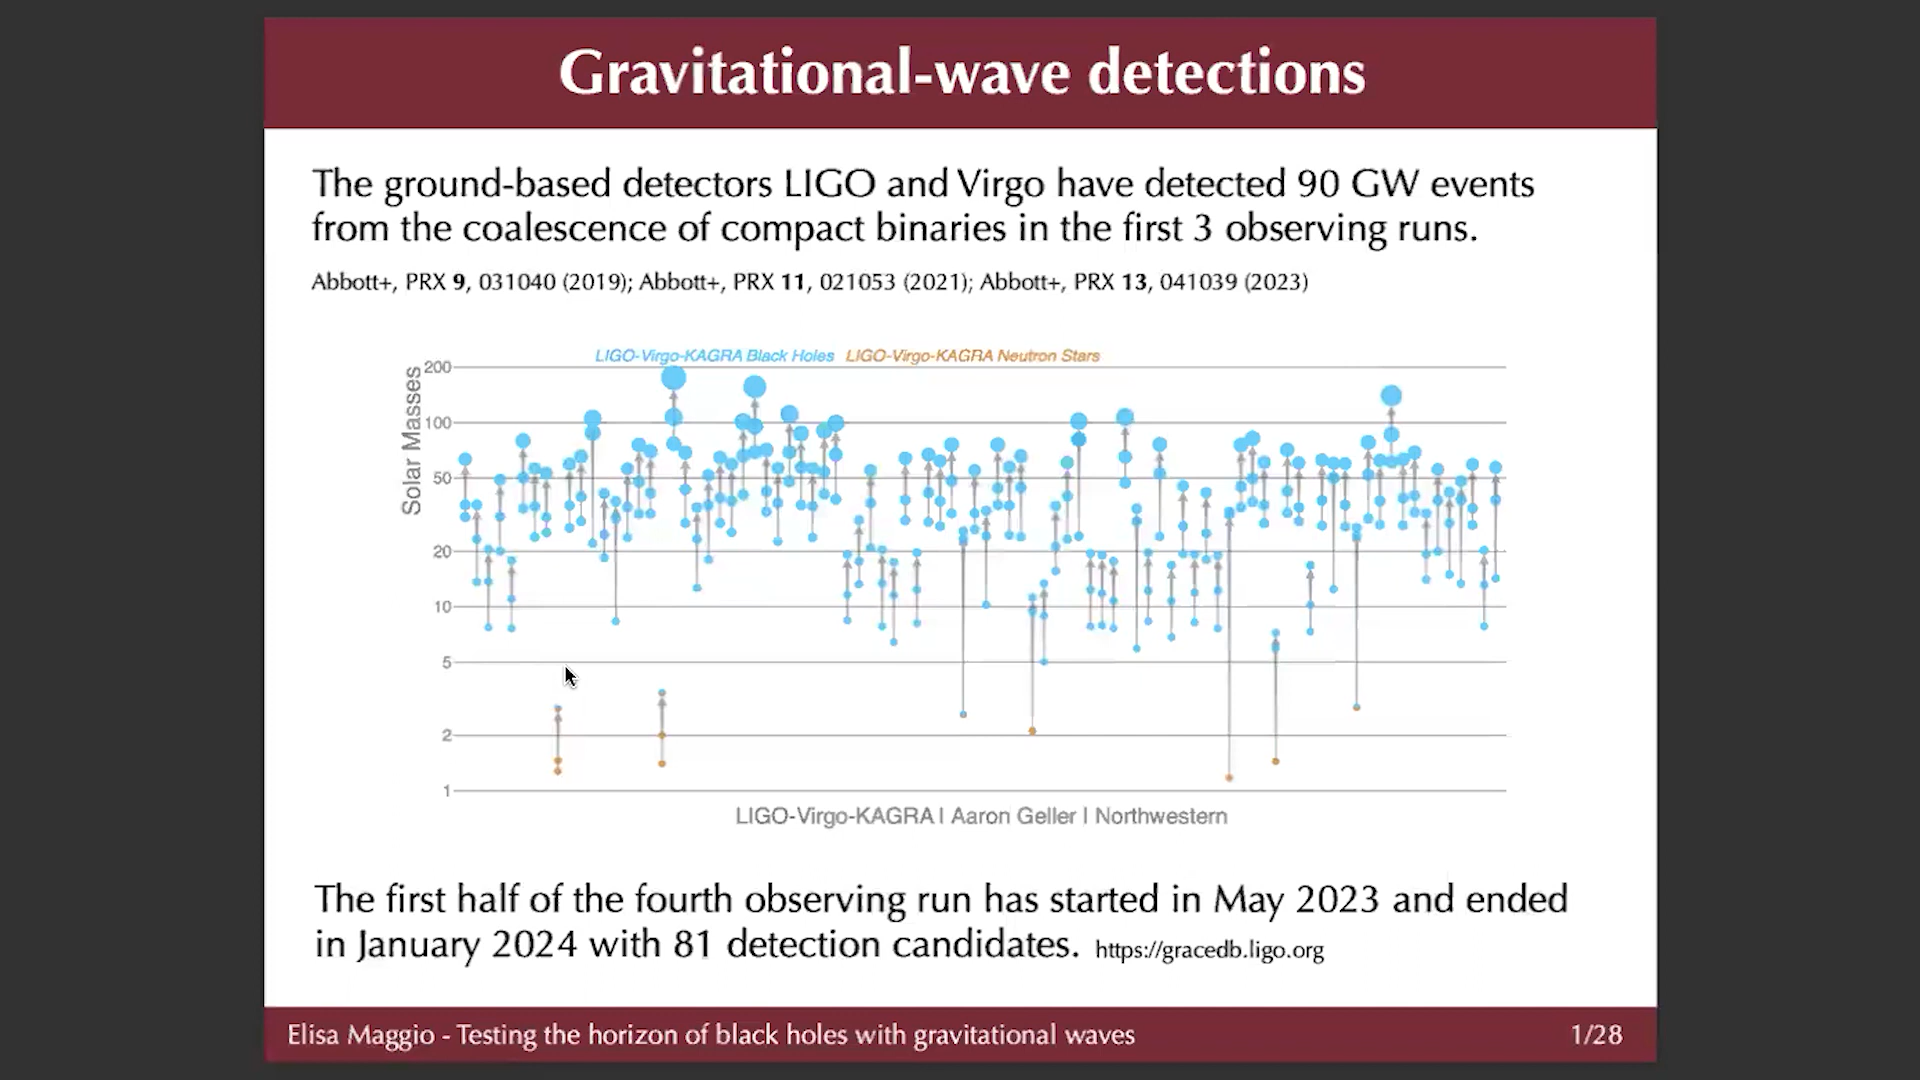 Gravitational-wave detections
The ground-based detectors LIGO and Virgo have detected 90 GW events
from the coalescence of compact binaries in the first 3 observing runs.
Abbott+, PRX 9, 031040 (2019); Abbott+, PRX 11, 021053 (2021); Abbott+, PRX 13, 041039 (2023)
LIGO-Virgo-KAGRA Black Holes LIGO-Virgo-KAGRA Neutron Stars
Solar Masses
200
100
50
20
10
5
2
1
LIGO-Virgo-KAGRA | Aaron Geller | Northwestern
The first half of the fourth observing run has started in May 2023 and ended
in January 2024 with 81 detection candidates. https://gracedb.ligo.org
Elisa Maggio - Testing the horizon of black holes with gravitational waves 1/28